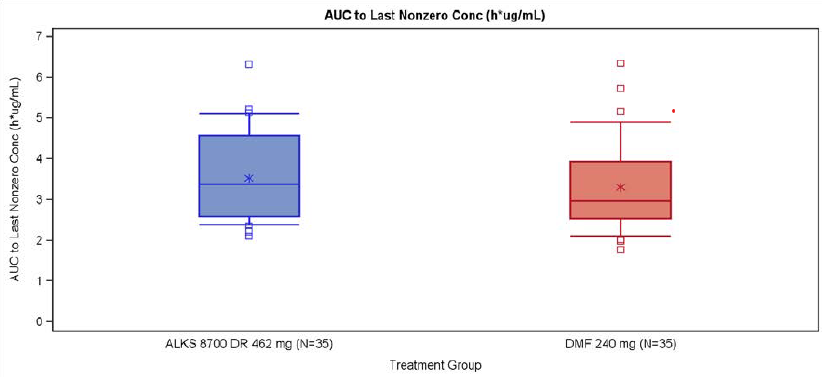 AUC to Last Nonzero Conc (h*ug/mL)
7
6
5
4
3
2
1
0
AUC to Last Nonzero Conc (h*ug/mL)
ALKS 8700 DR 462 mg (N=35)
DMF 240 mg (N=35)
Treatment Group